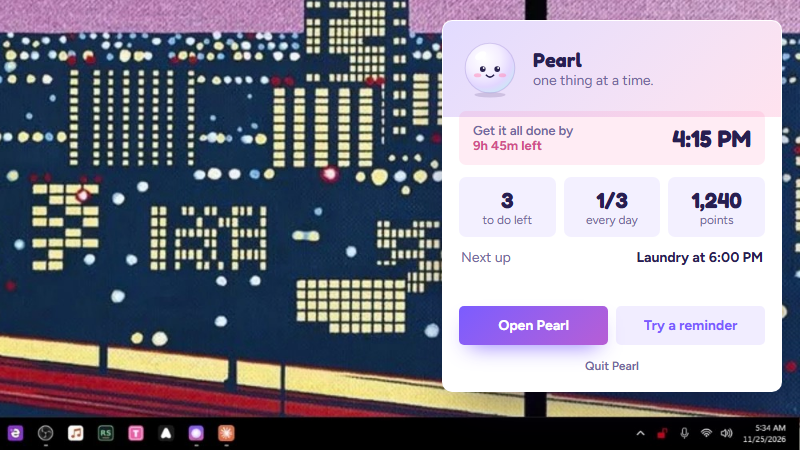 Pearl
one thing at a time.
Get it all done by
9h 45m left
4:15 PM
3
to do left
1/3
every day
1,240
points
Next up
Laundry at 6:00 PM
Open Pearl
Try a reminder
Quit Pearl
RS
T
5:34 AM
11/25/2026